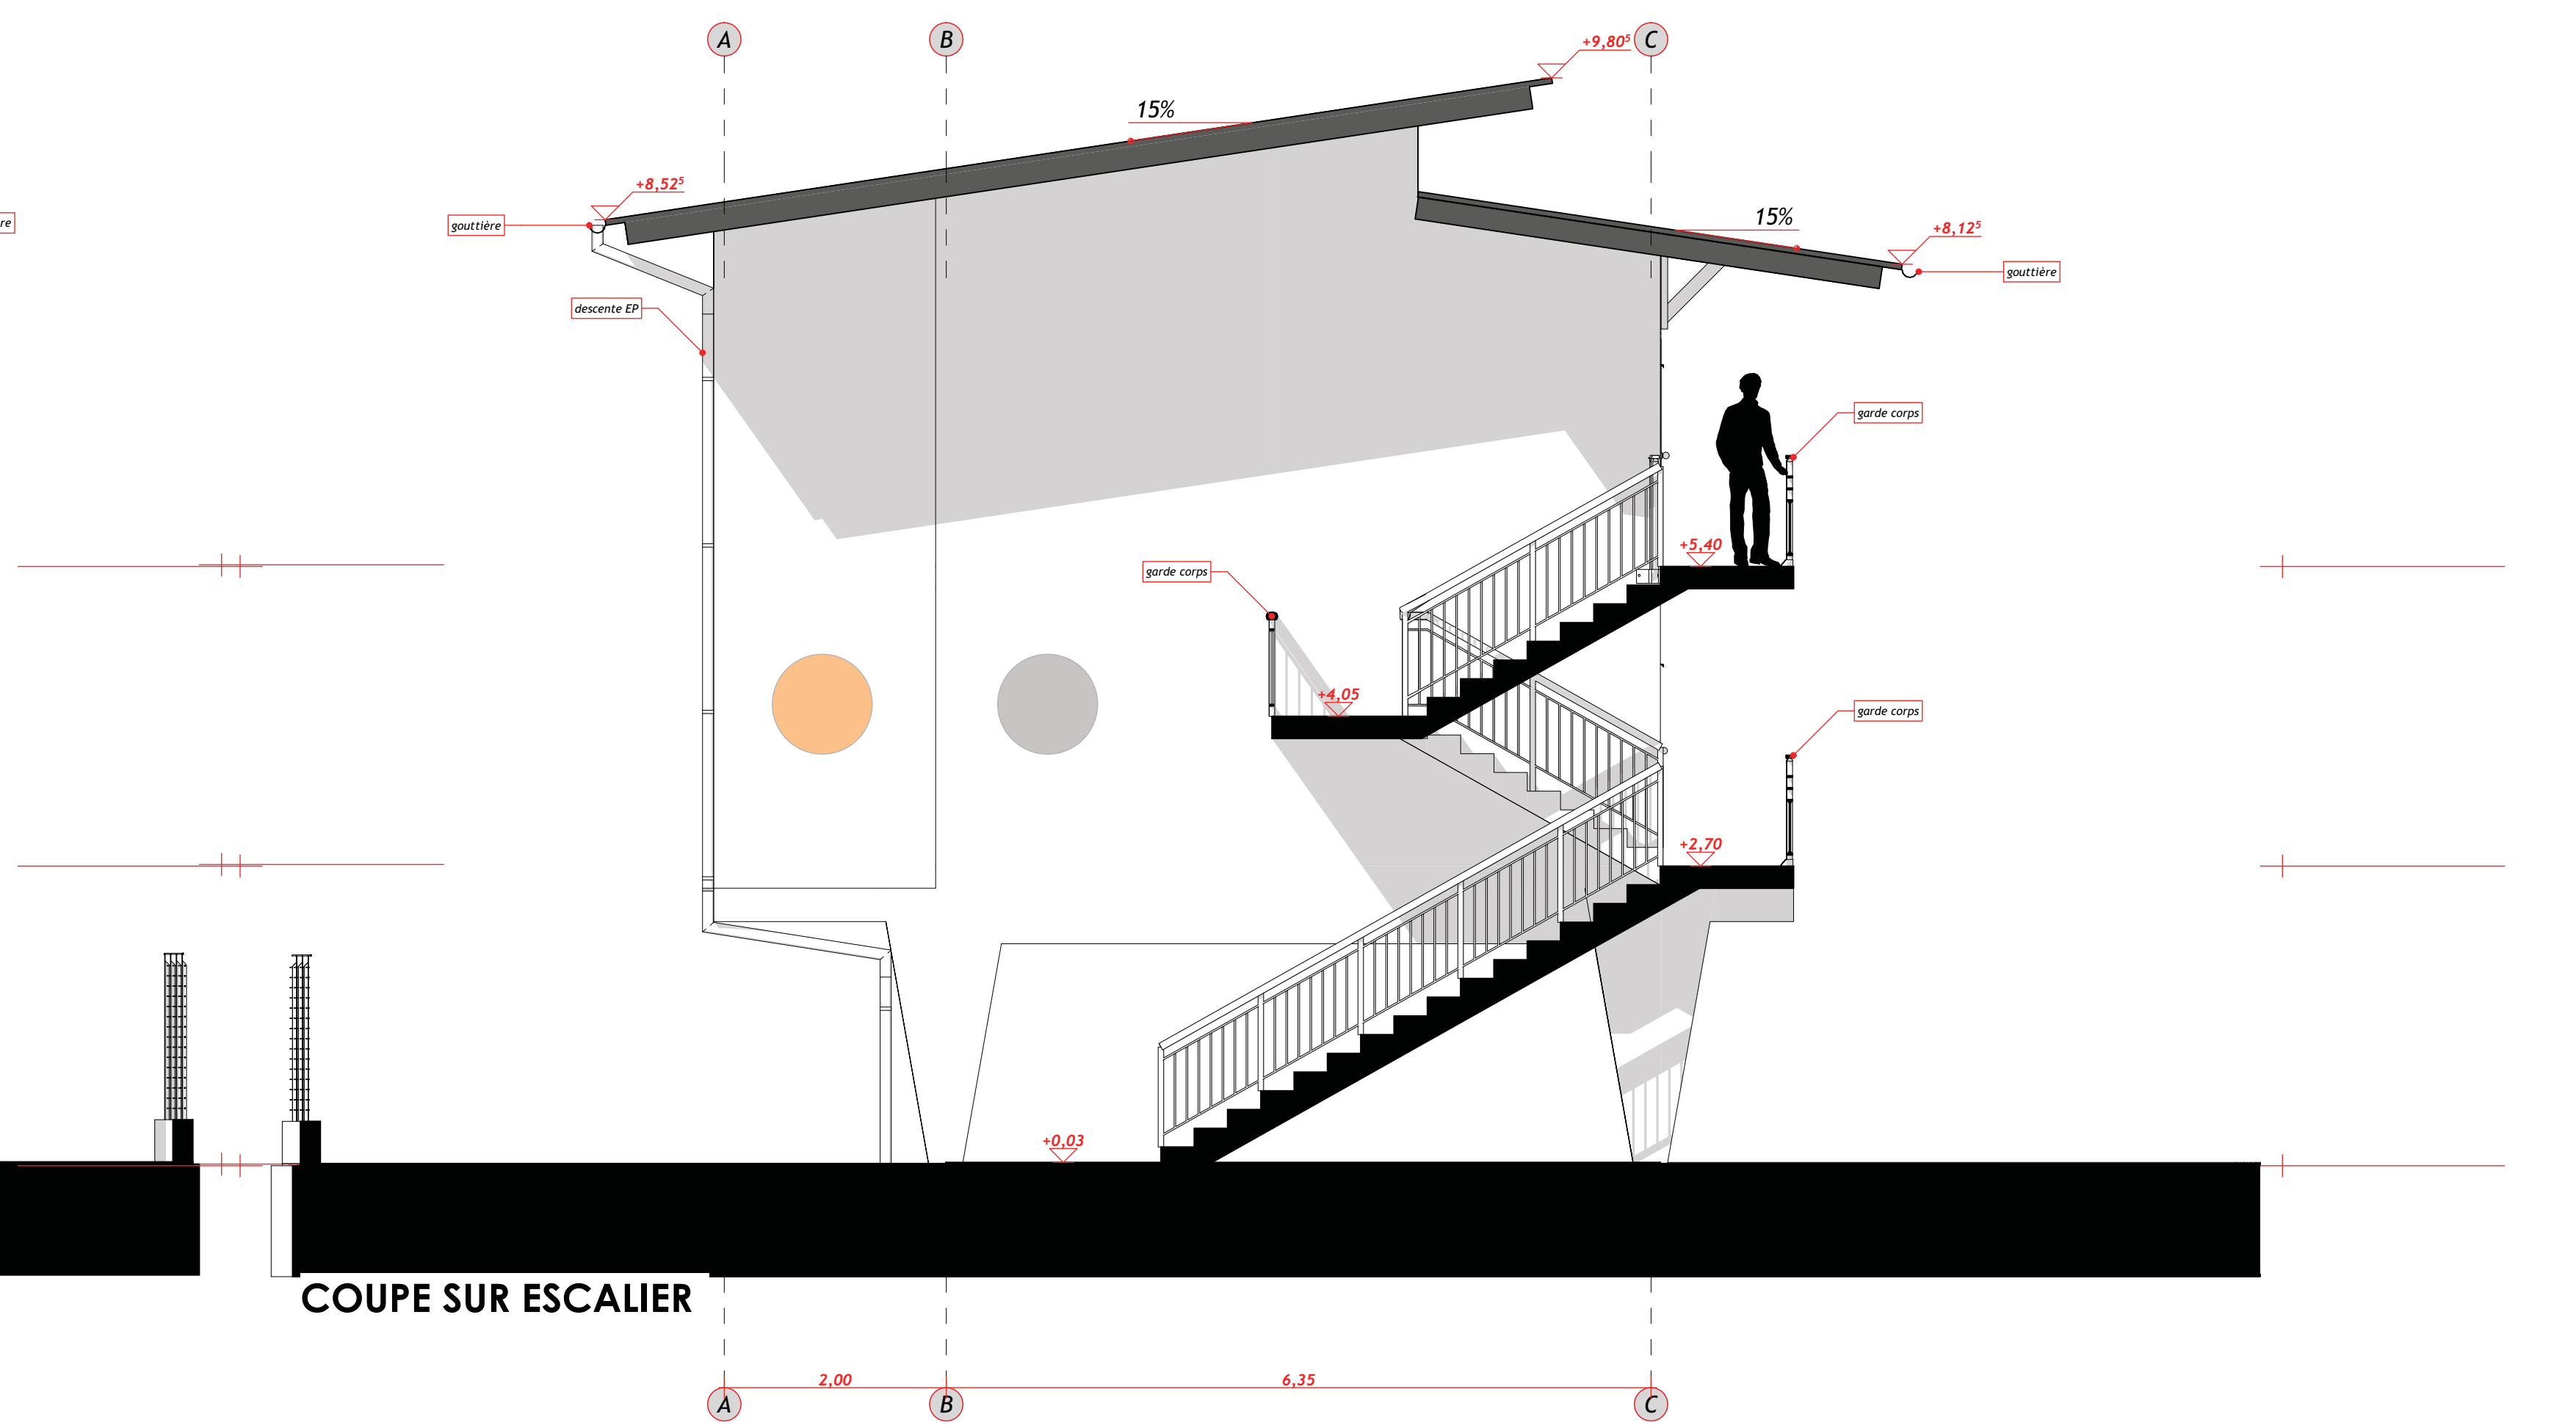 A
B
C
+9,80⁵
15%
+8,52⁵
re
gouttière
15%
+8,12⁵
gouttière
descente EP
garde corps
+5,40
garde corps
+4,05
garde corps
+2,70
+0,03
COUPE SUR ESCALIER
2,00
6,35
A
B
C